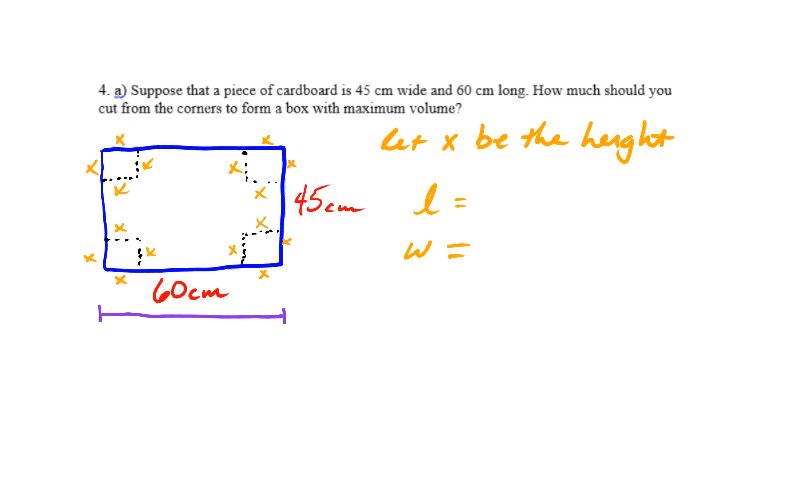 4. a) Suppose that a piece of cardboard is 45 cm wide and 60 cm long. How much should you
cut from the corners to form a box with maximum volume?
let x be the height
x x
x x x x
x x
45cm
l =
x x
w =
x x x x
x x
60cm